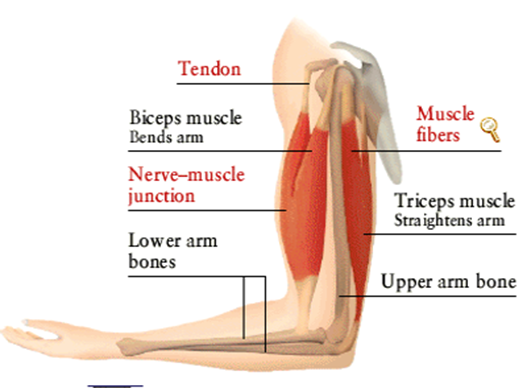 Tendon
Biceps muscle
Bends arm
Muscle
fibers
Nerve–muscle
junction
Triceps muscle
Straightens arm
Lower arm
bones
Upper arm bone